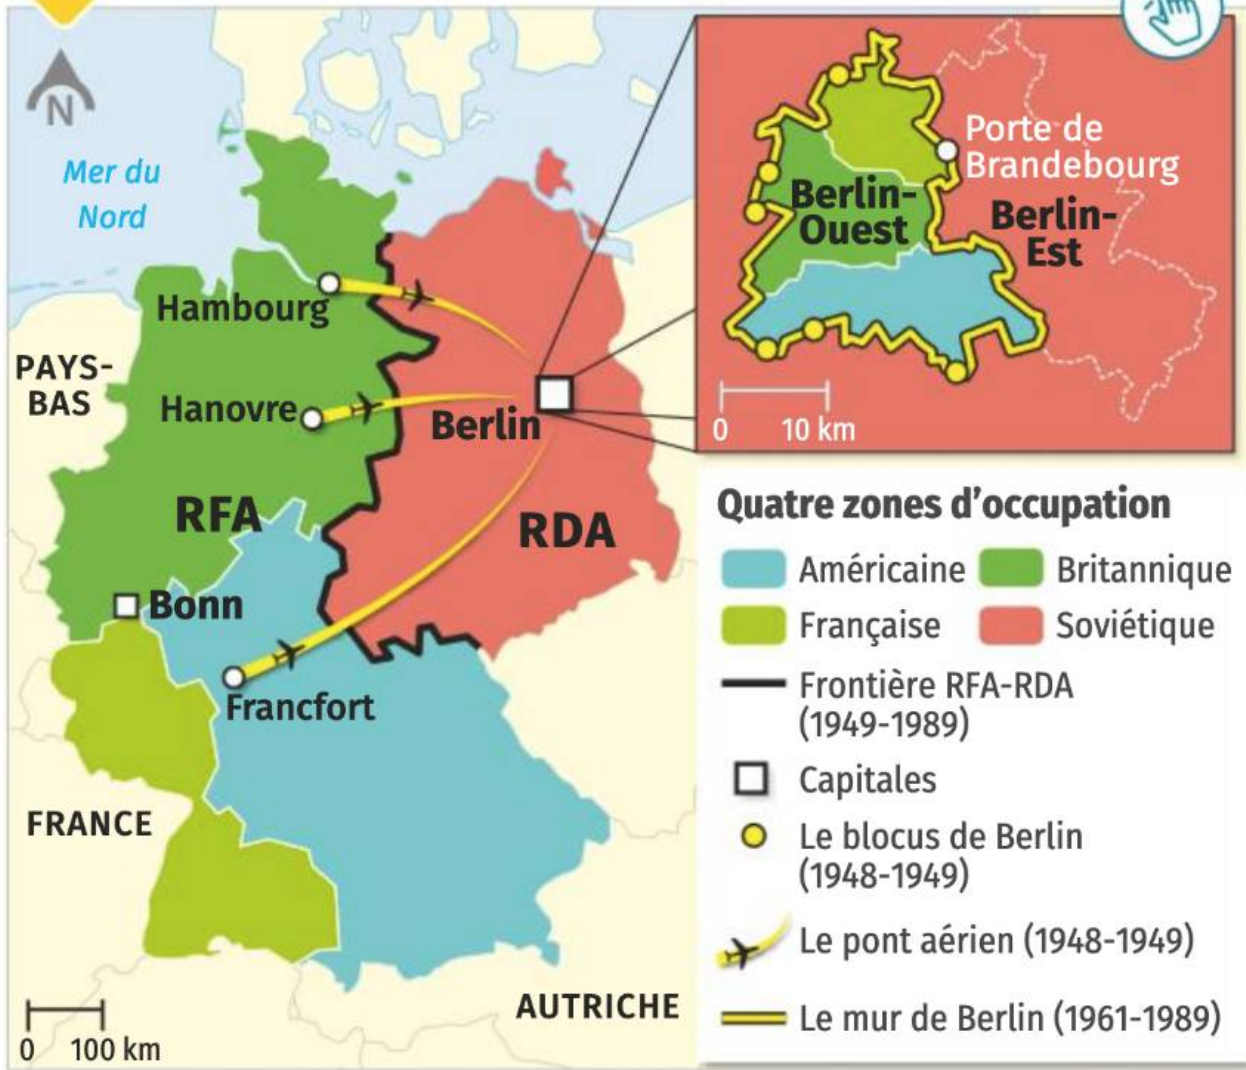 N
Mer du
Nord
Hambourg
PAYS-
BAS
Hanovre
Berlin
RFA
RDA
Bonn
Francfort
FRANCE
AUTRICHE
0 100 km
Porte de
Brandebourg
Berlin-
Ouest
Berlin-
Est
0 10 km
Quatre zones d’occupation
Américaine
Britannique
Française
Soviétique
Frontière RFA-RDA
(1949-1989)
Capitales
Le blocus de Berlin
(1948-1949)
Le pont aérien (1948-1949)
Le mur de Berlin (1961-1989)